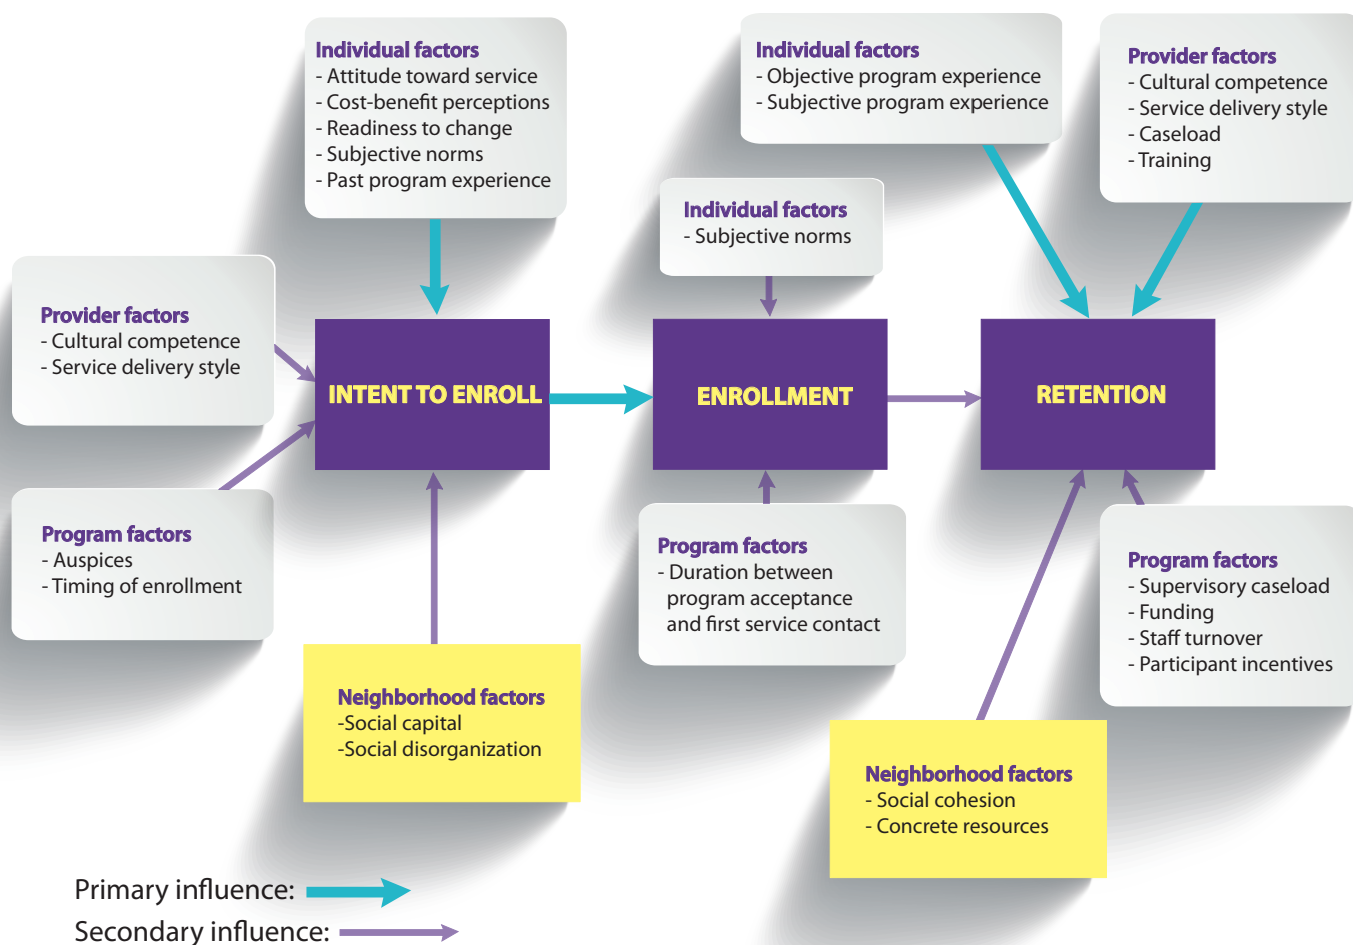 Individual factors
- Attitude toward service
- Cost-benefit perceptions
- Readiness to change
- Subjective norms
- Past program experience
Individual factors
- Objective program experience
- Subjective program experience
Provider factors
- Cultural competence
- Service delivery style
- Caseload
- Training
Individual factors
- Subjective norms
Provider factors
- Cultural competence
- Service delivery style
INTENT TO ENROLL
ENROLLMENT
RETENTION
Program factors
- Auspices
- Timing of enrollment
Program factors
- Duration between
program acceptance
and first service contact
Program factors
- Supervisory caseload
- Funding
- Staff turnover
- Participant incentives
Neighborhood factors
-Social capital
-Social disorganization
Neighborhood factors
- Social cohesion
- Concrete resources
Primary influence:
Secondary influence: